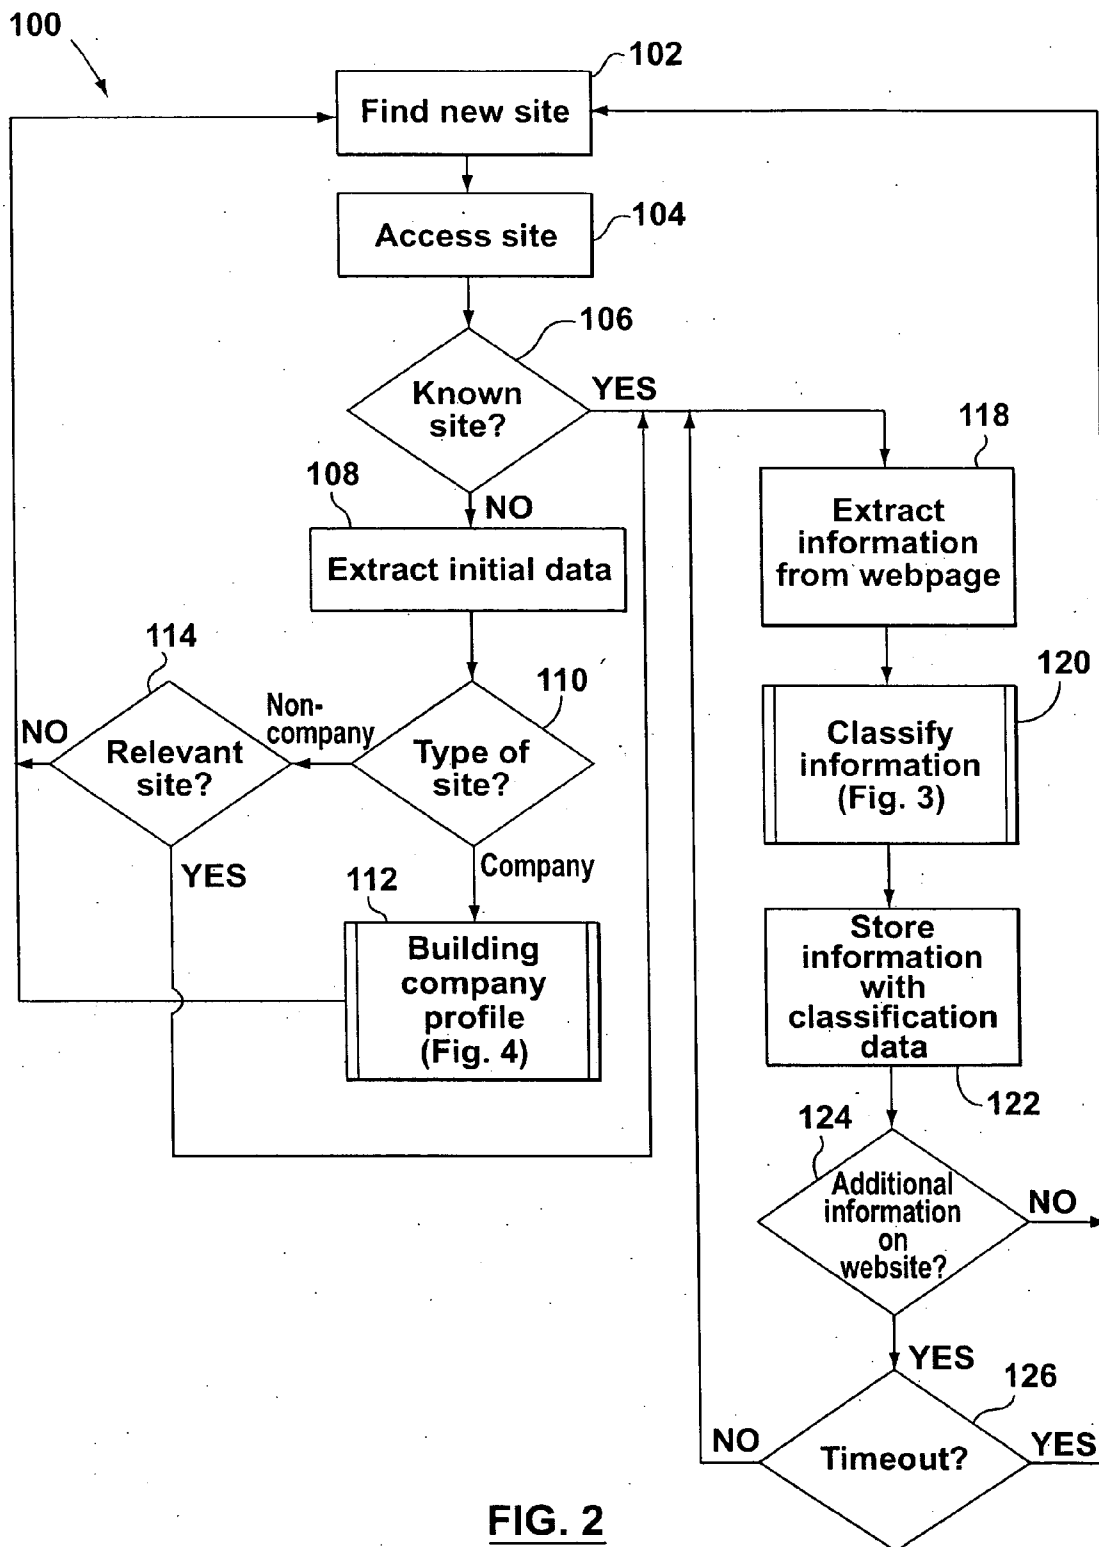 100
102
Find new site
104
Access site
106
Known
site?
YES
NO
108
Extract initial data
118
Extract
information
from webpage
114
NO
Relevant
site?
YES
Non-
company
110
Type of
site?
Company
120
Classify
information
(Fig. 3)
112
Building
company
profile
(Fig. 4)
Store
information
with
classification
data
122
124
Additional
information
on
website?
NO
YES
126
NO
Timeout?
YES
FIG. 2